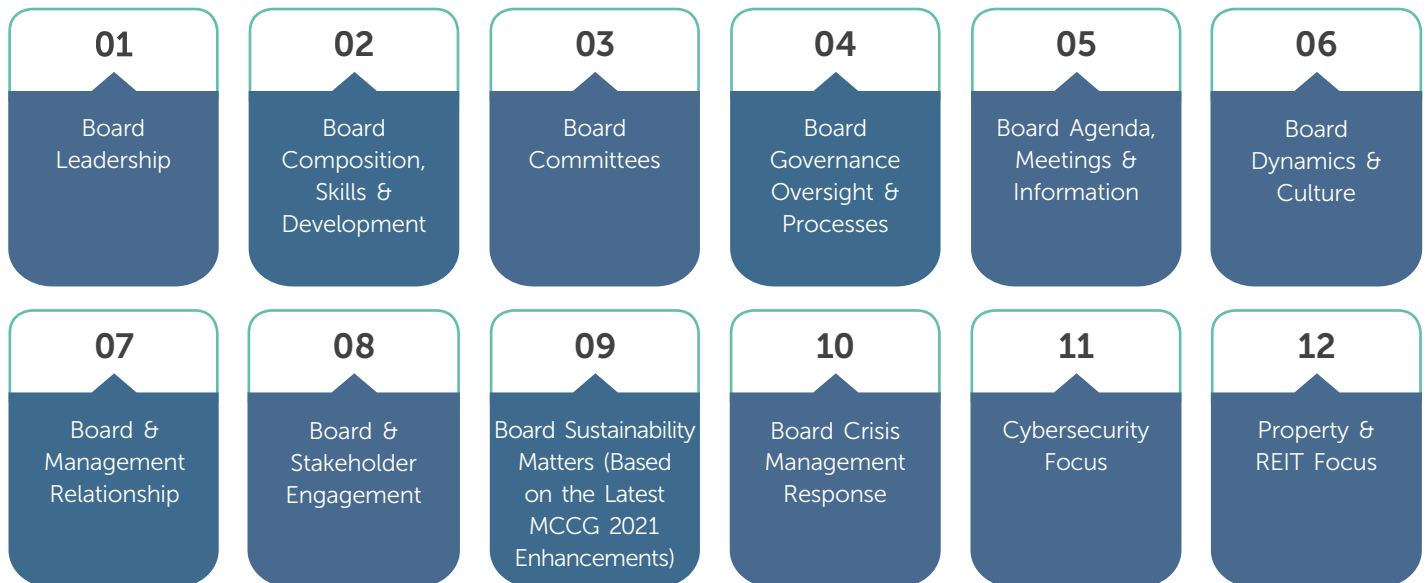 01
Board
Leadership
02
Board
Composition,
Skills &
Development
03
Board
Committees
04
Board
Governance
Oversight &
Processes
05
Board Agenda,
Meetings &
Information
06
Board
Dynamics &
Culture
07
Board &
Management
Relationship
08
Board &
Stakeholder
Engagement
09
Board Sustainability
Matters (Based
on the Latest
MCCG 2021
Enhancements)
10
Board Crisis
Management
Response
11
Cybersecurity
Focus
12
Property &
REIT Focus